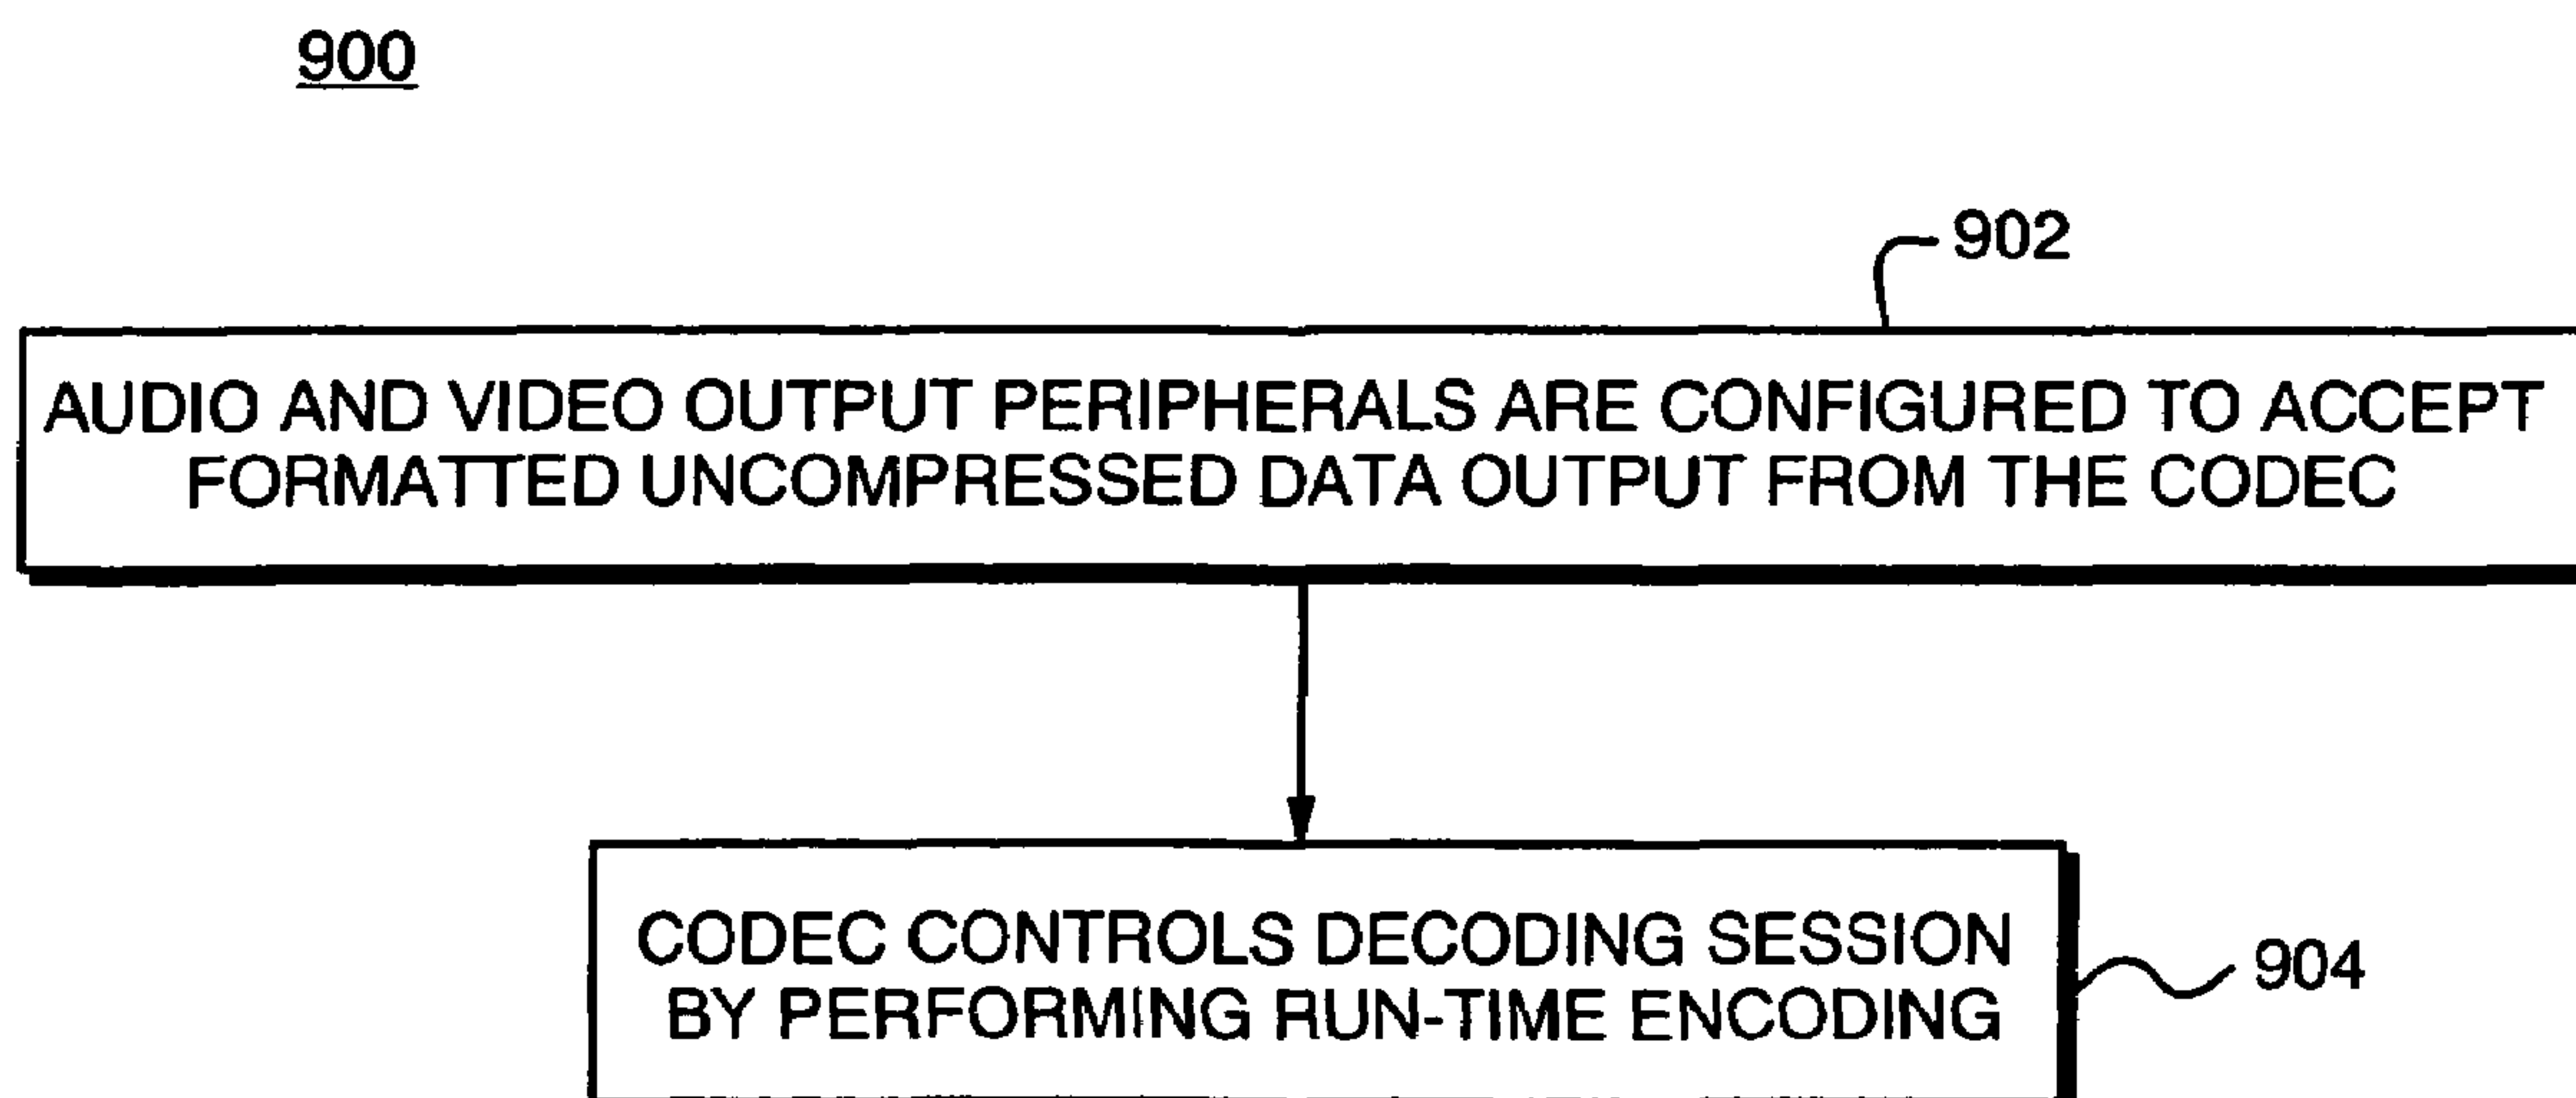 900
902
AUDIO AND VIDEO OUTPUT PERIPHERALS ARE CONFIGURED TO ACCEPT
FORMATTED UNCOMPRESSED DATA OUTPUT FROM THE CODEC
CODEC CONTROLS DECODING SESSION
BY PERFORMING RUN-TIME ENCODING
904